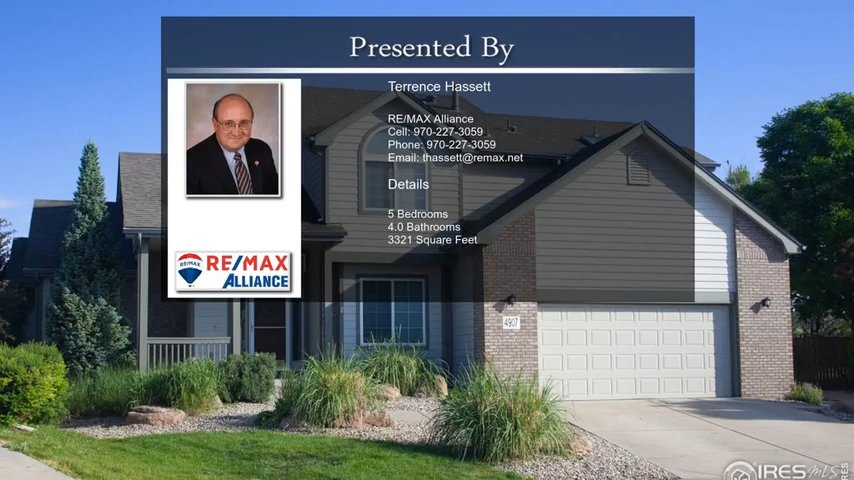 Presented By
Terrence Hassett
RE/MAX Alliance
Cell: 970-227-3059
Phone: 970-227-3059
Email: thassett@remax.net
Details
5 Bedrooms
4.0 Bathrooms
3321 Square Feet
RE/MAX
RE/MAX
ALLIANCE
4907
IRES MLS
IRES